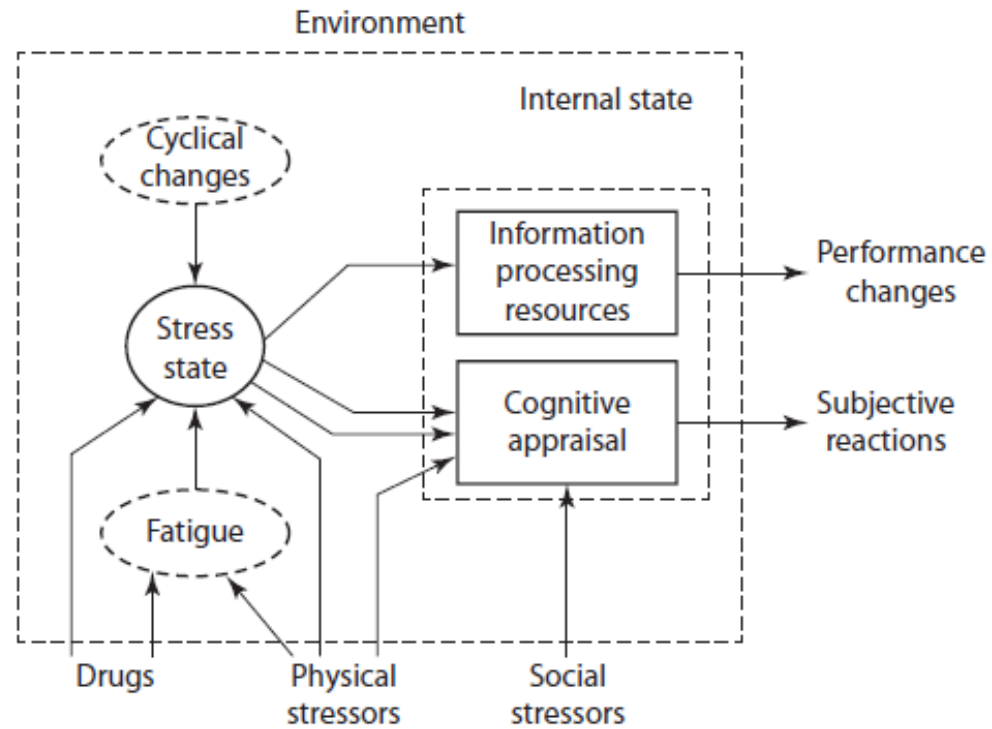 Environment
Internal state
Cyclical
changes
Information
processing
resources
Performance
changes
Stress
state
Cognitive
appraisal
Subjective
reactions
Fatigue
Drugs
Physical
stressors
Social
stressors